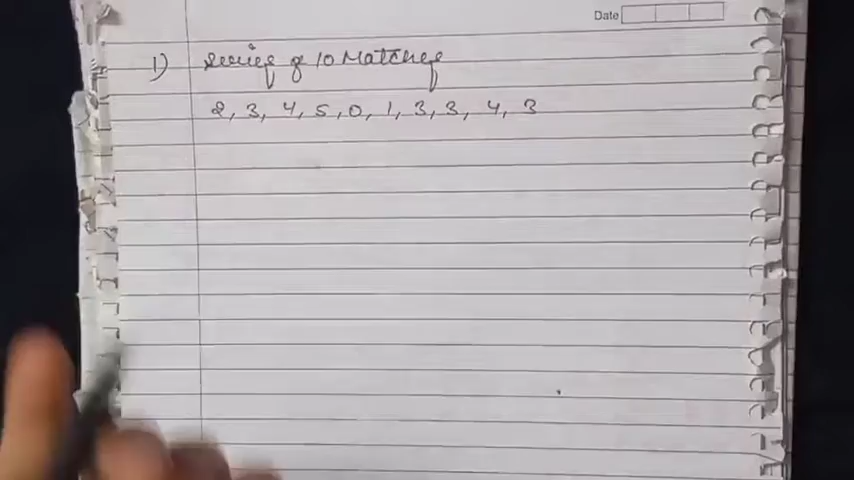 Date
1) Series of 10 Matches
2, 3, 4, 5, 0, 1, 3, 3, 4, 3